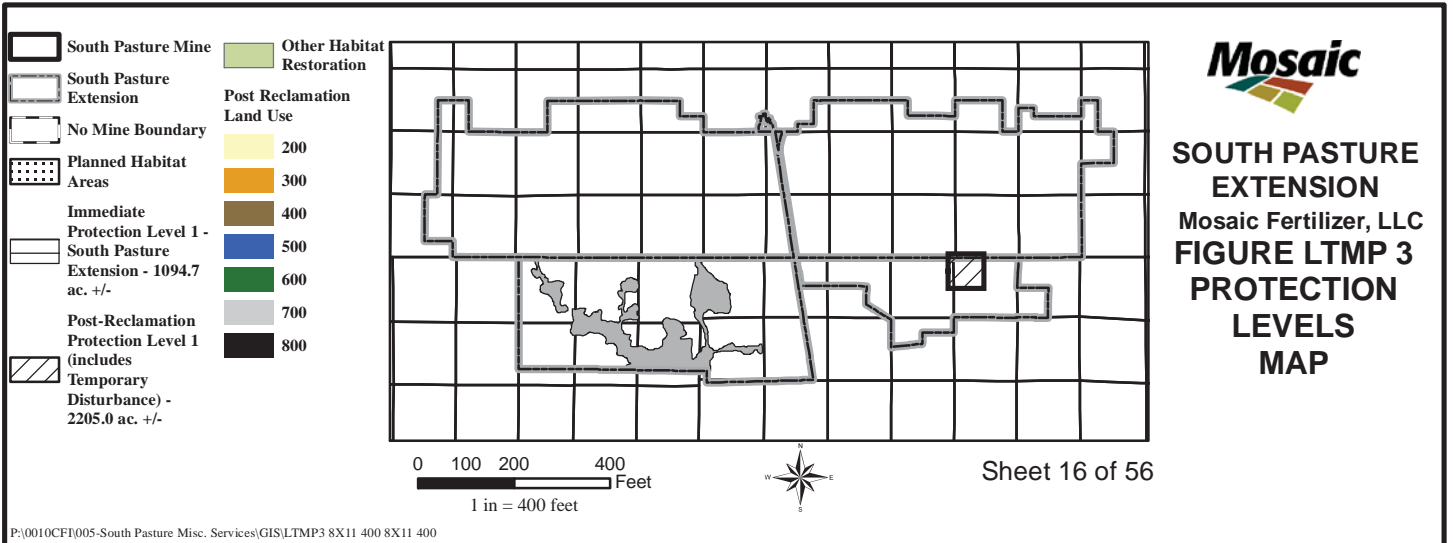 South Pasture Mine
South Pasture
Extension
No Mine Boundary
Planned Habitat
Areas
Immediate
Protection Level 1 -
South Pasture
Extension - 1094.7
ac. +/-
Post-Reclamation
Protection Level 1
(includes
Temporary
Disturbance) -
2205.0 ac. +/-
Other Habitat
Restoration
Post Reclamation
Land Use
200
300
400
500
600
700
800
0 100 200 400
Feet
1 in = 400 feet
N
W E
S
Sheet 16 of 56
Mosaic
SOUTH PASTURE
EXTENSION
Mosaic Fertilizer, LLC
FIGURE LTMP 3
PROTECTION
LEVELS
MAP
P:\0010CFI\005-South Pasture Misc. Services\GIS\LTMP3 8X11 400 8X11 400